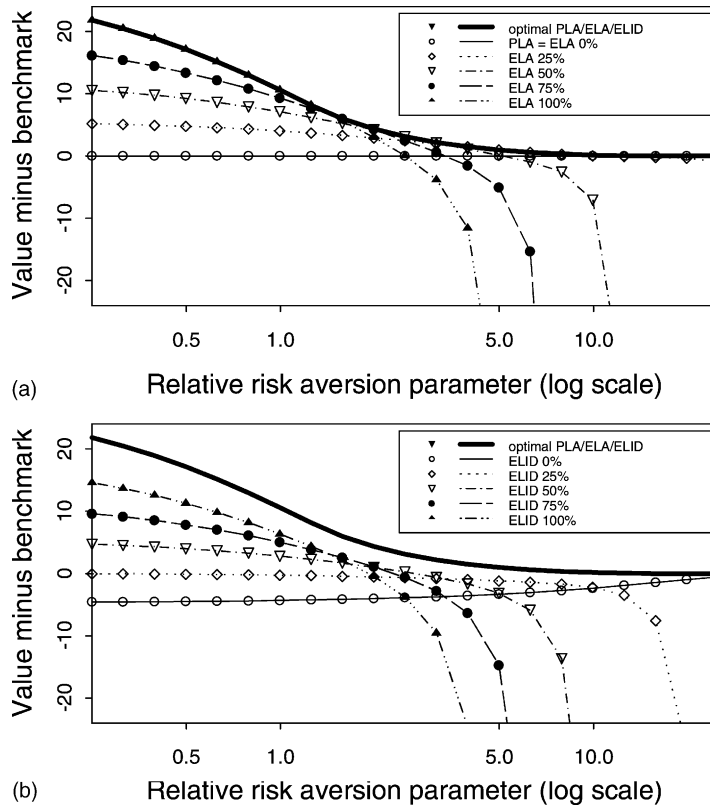 optimal PLA/ELA/ELID
PLA = ELA 0%
ELA 25%
ELA 50%
ELA 75%
ELA 100%
Value minus benchmark
20
10
0
-10
-20
0.5 1.0 5.0 10.0
(a) Relative risk aversion parameter (log scale)
optimal PLA/ELA/ELID
ELID 0%
ELID 25%
ELID 50%
ELID 75%
ELID 100%
Value minus benchmark
20
10
0
-10
-20
0.5 1.0 5.0 10.0
(b) Relative risk aversion parameter (log scale)